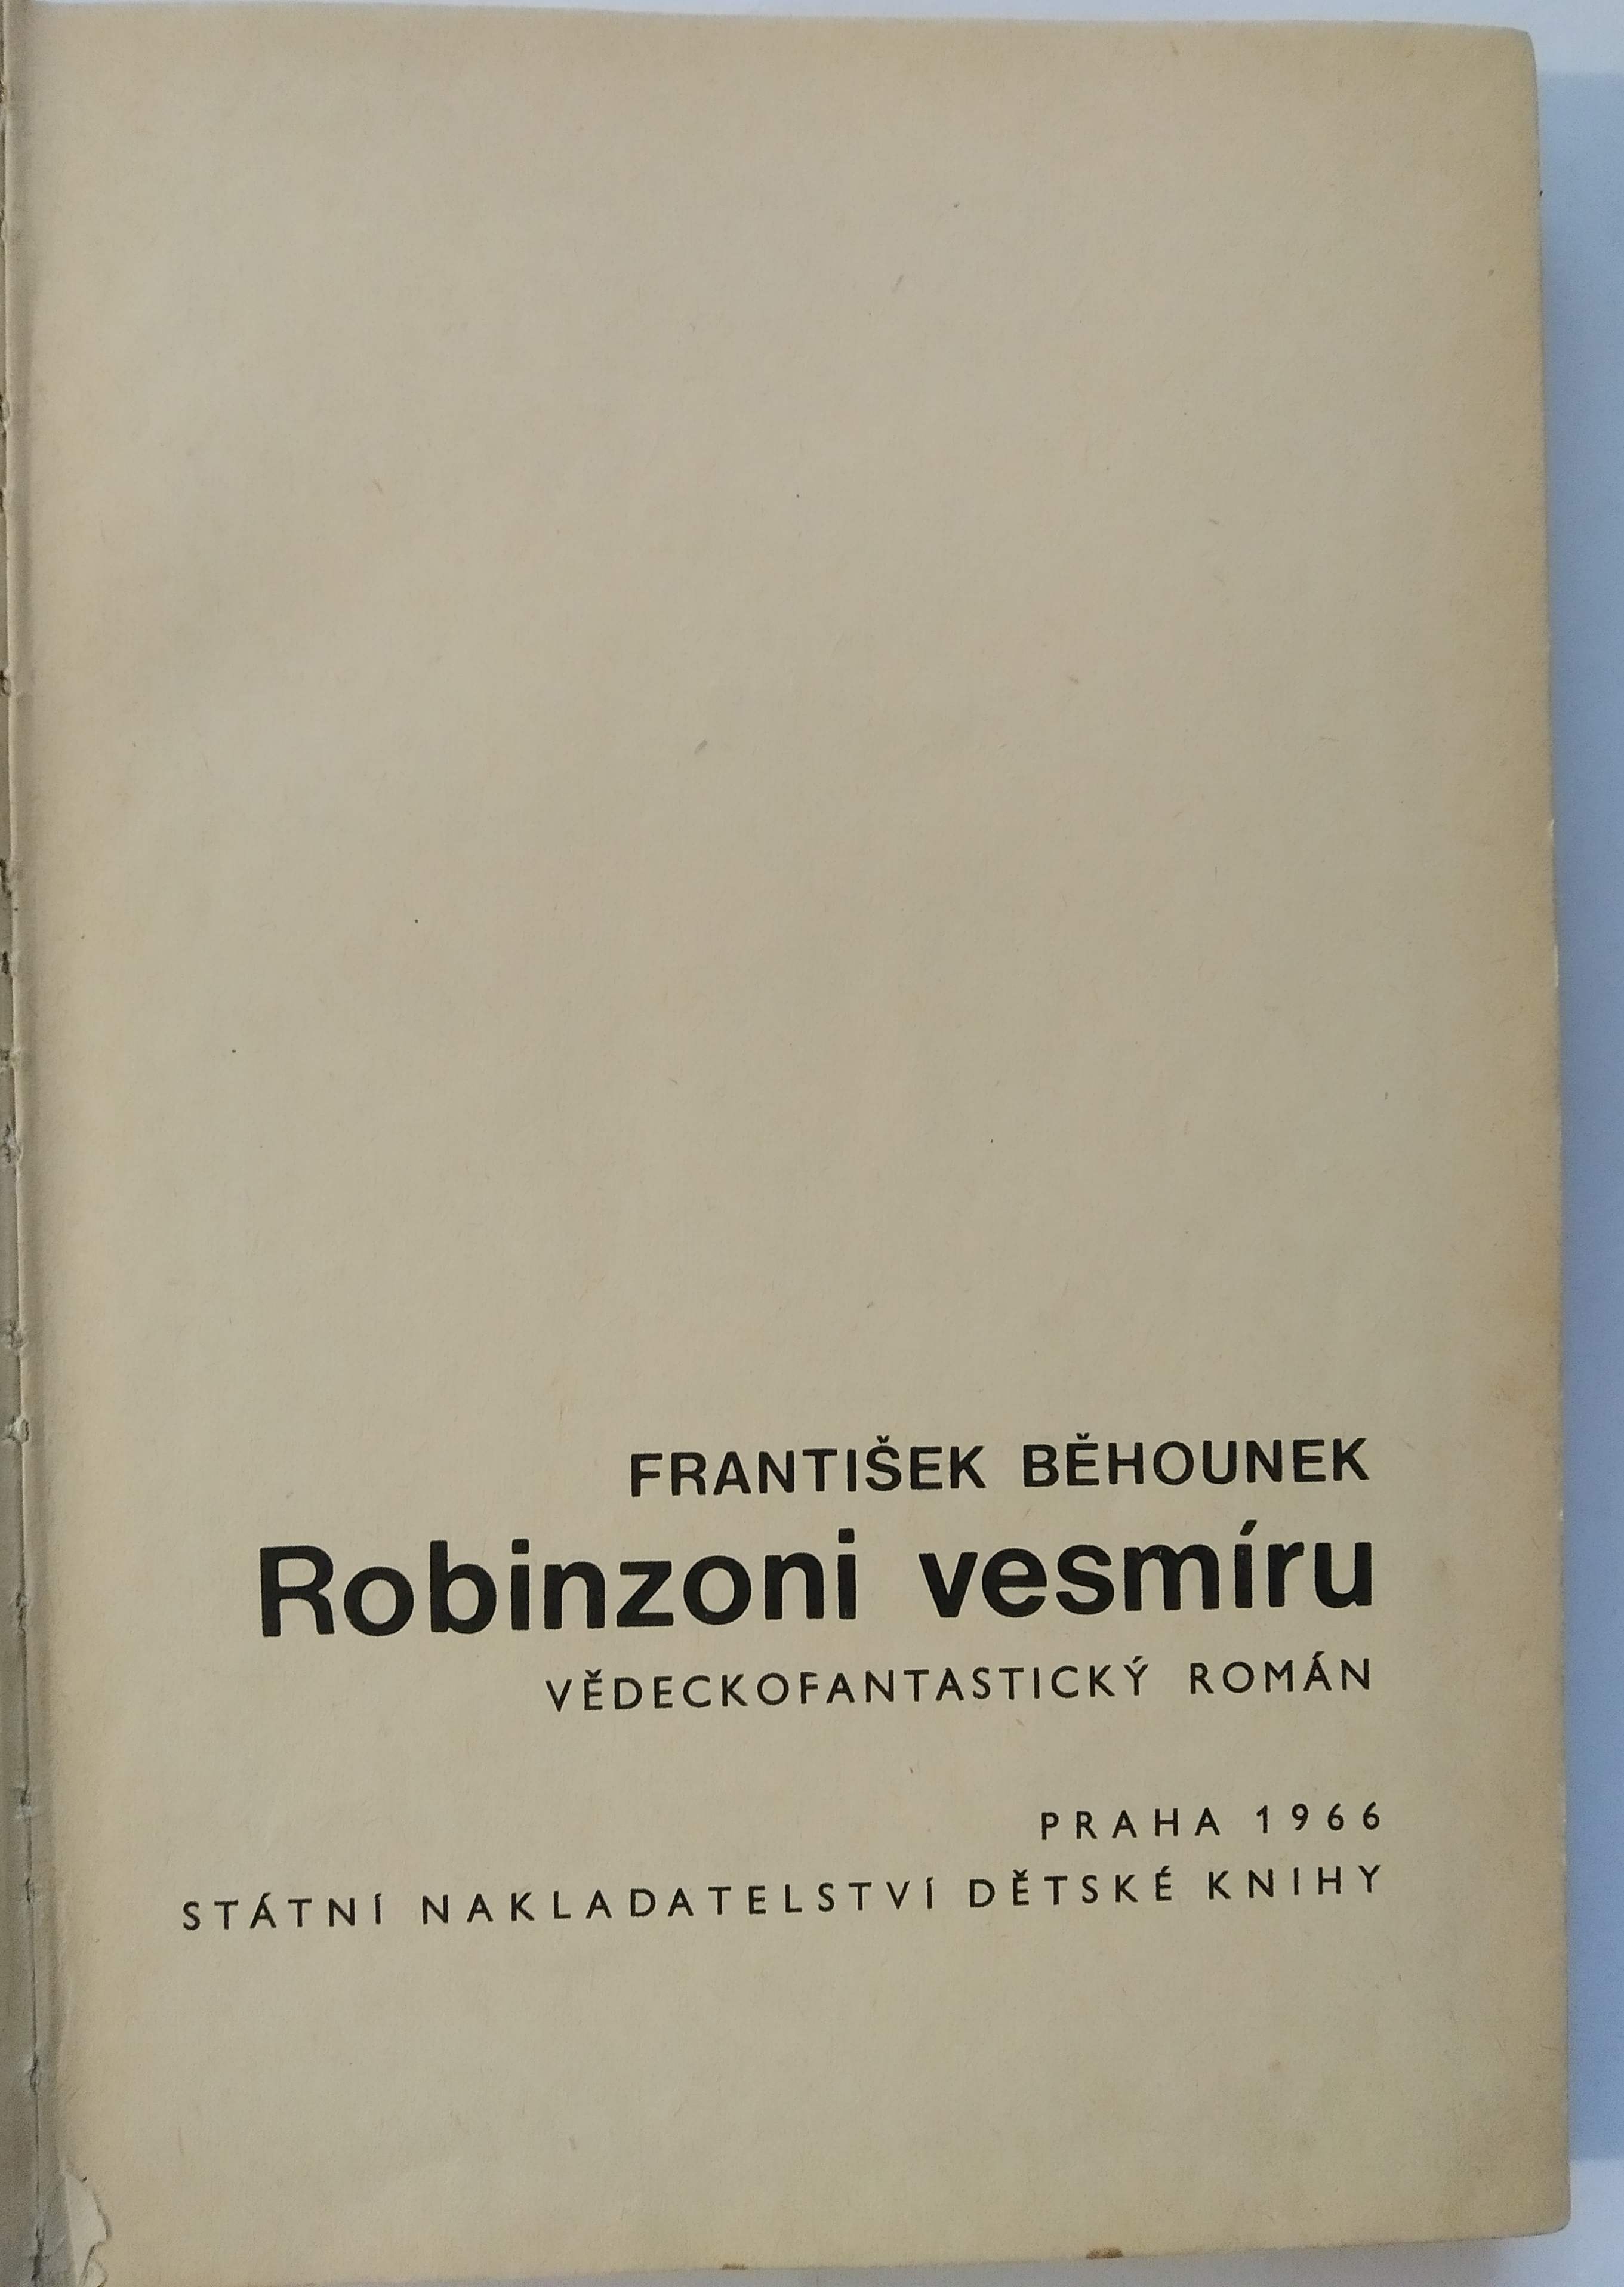 FRANTIŠEK BĚHOUNEK
Robinzoni vesmíru
VĚDECKOFANTASTICKÝ ROMÁN
PRAHA 1966
STÁTNÍ NAKLADATELSTVÍ DĚTSKÉ KNIHY